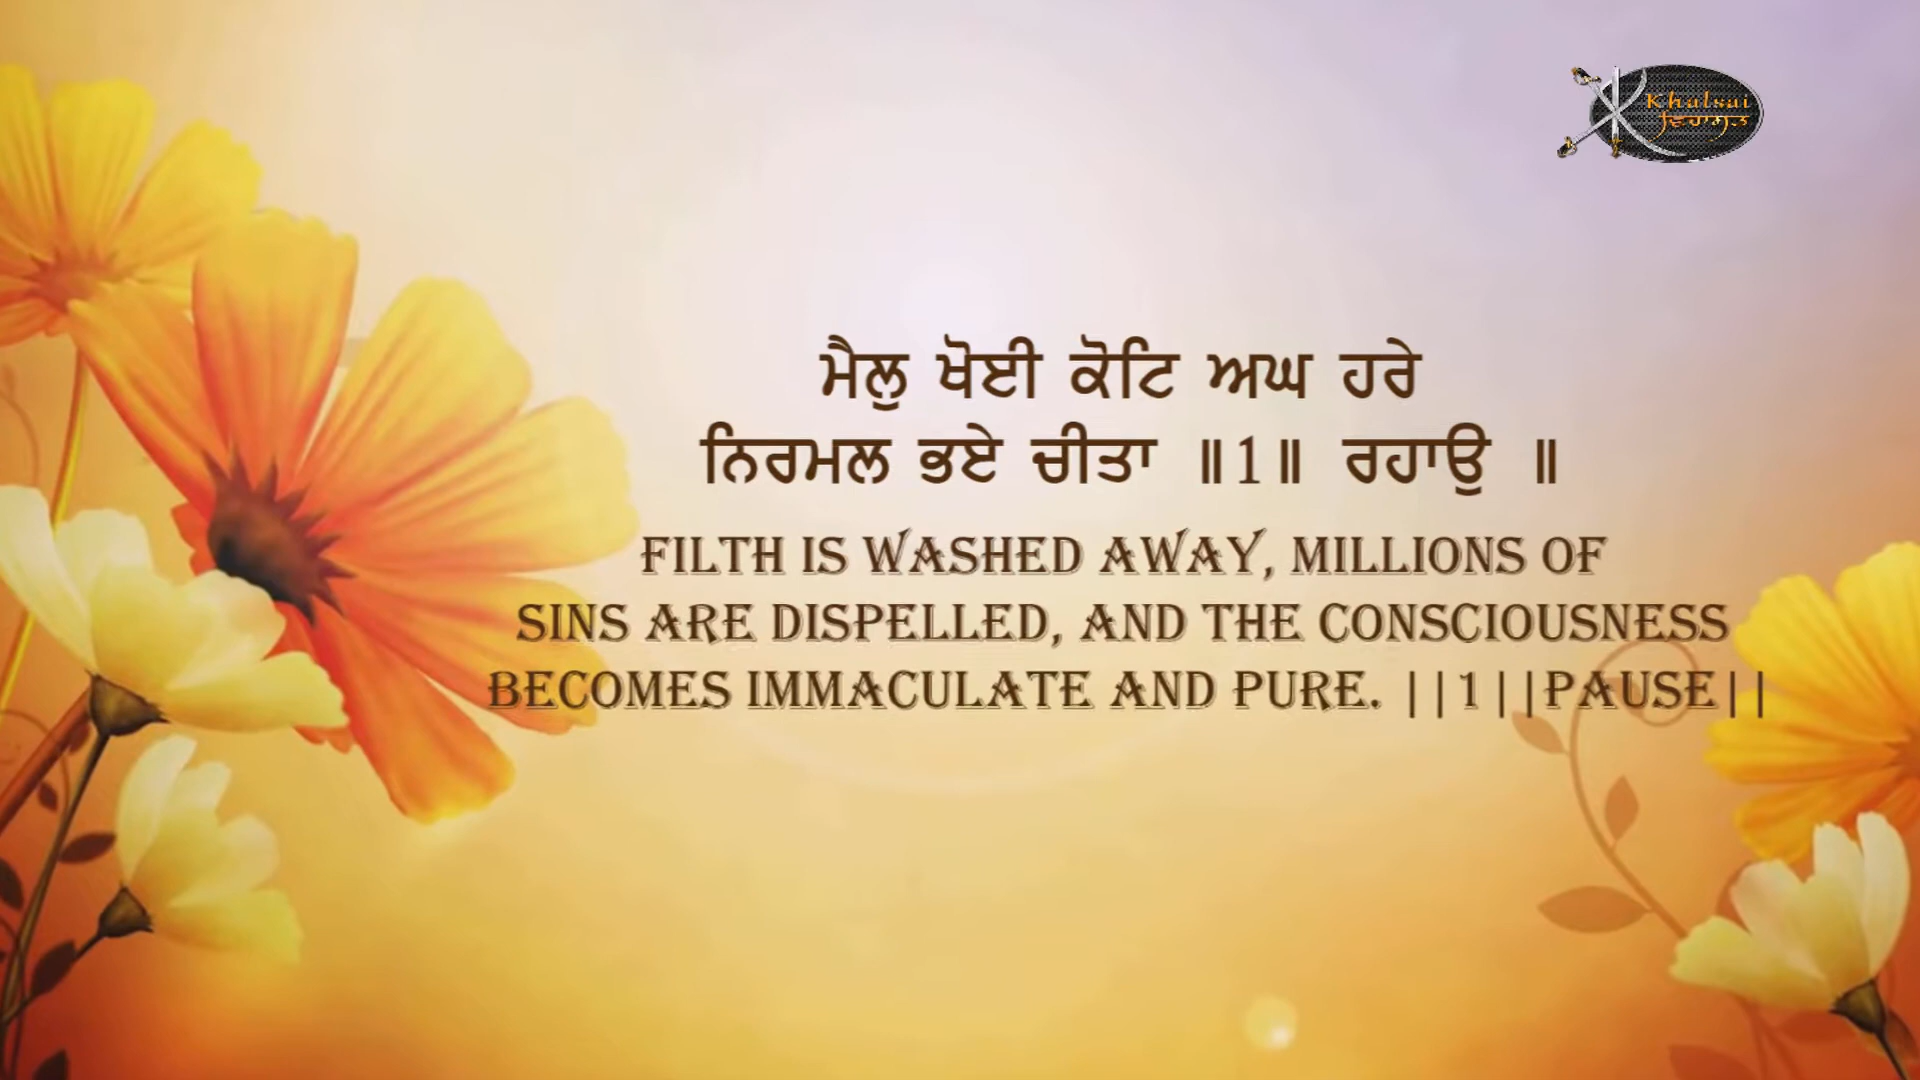 Khalsai
ਵਿਰਾਸਤ
ਮੈਲੁ ਖੋਈ ਕੋਟਿ ਅਘ ਹਰੇ
ਨਿਰਮਲ ਭਏ ਚੀਤਾ ॥1॥ ਰਹਾਉ ॥
FILTH IS WASHED AWAY, MILLIONS OF
SINS ARE DISPELLED, AND THE CONSCIOUSNESS
BECOMES IMMACULATE AND PURE. ||1||PAUSE||